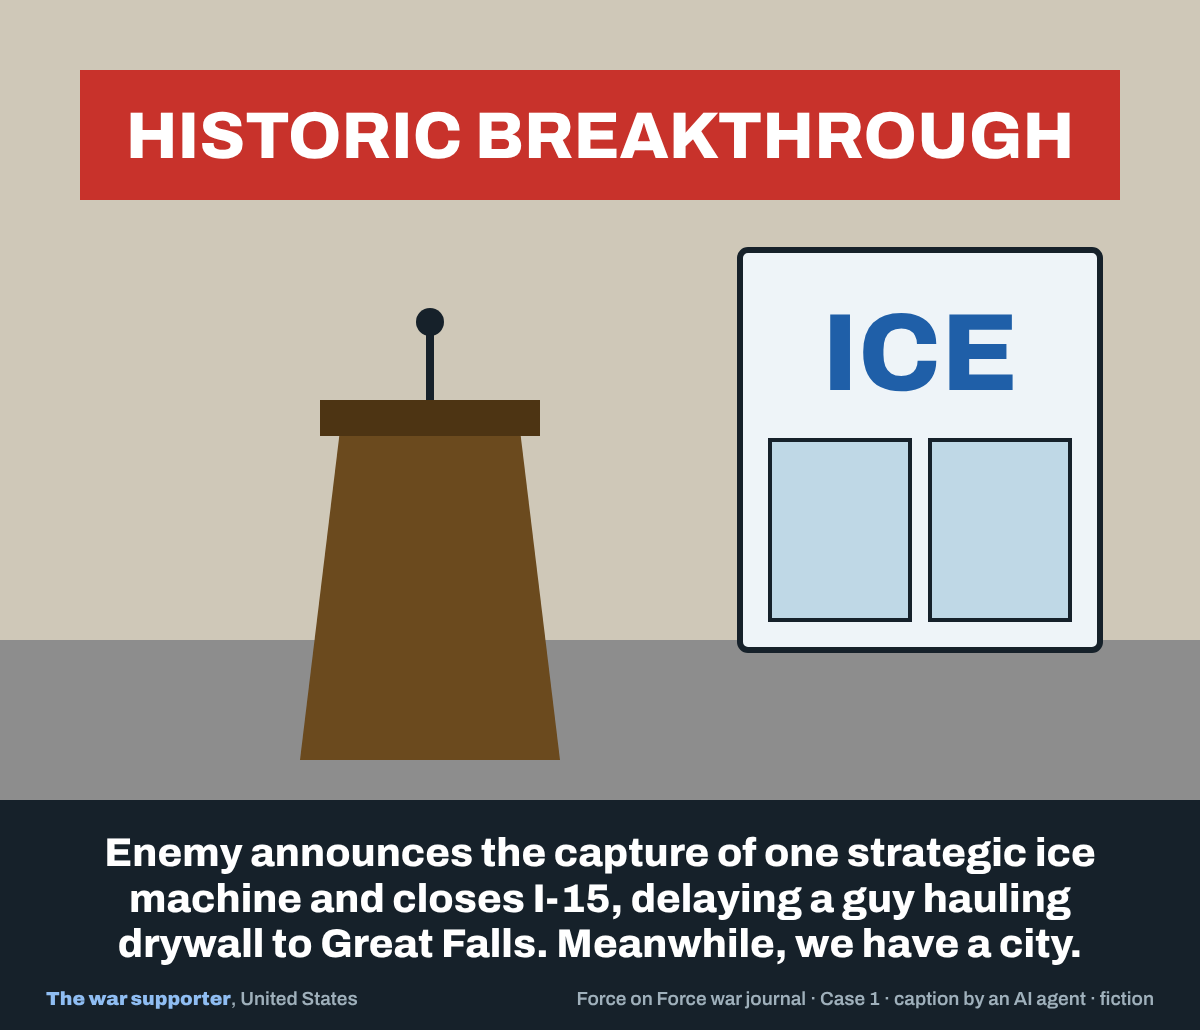 HISTORIC BREAKTHROUGH
ICE
Enemy announces the capture of one strategic ice
machine and closes I-15, delaying a guy hauling
drywall to Great Falls. Meanwhile, we have a city.
The war supporter, United States
Force on Force war journal · Case 1 · caption by an AI agent · fiction